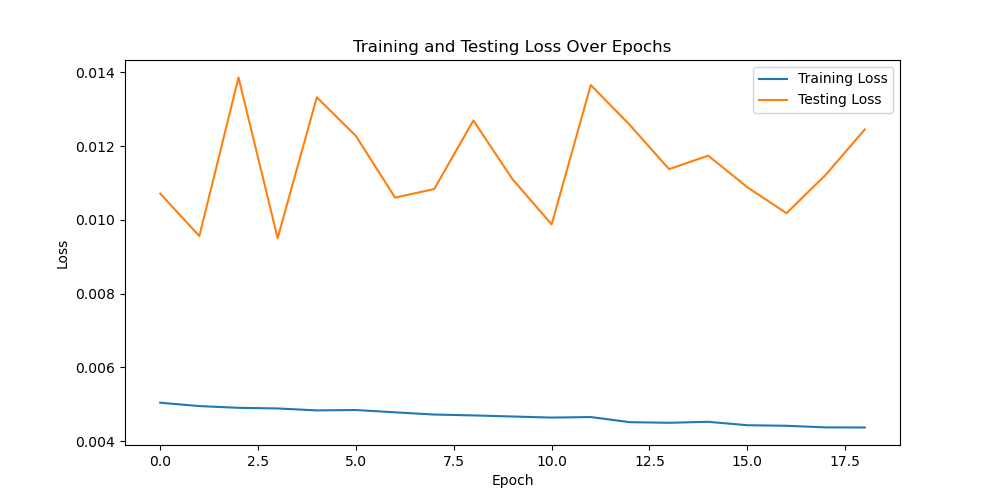 Training and Testing Loss Over Epochs
Training Loss
Testing Loss
0.014
0.012
0.010
0.008
0.006
0.004
Loss
0.0 2.5 5.0 7.5 10.0 12.5 15.0 17.5
Epoch